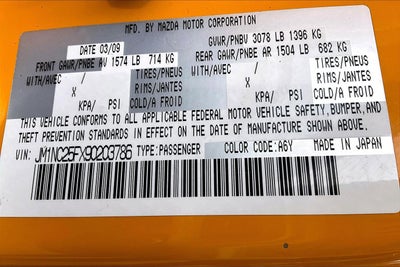 MFD. BY MAZDA MOTOR CORPORATION
DATE 03/09 GVWR/PNBV 3078 LB 1396 KG
FRONT GAWR/PNBE AV 1574 LB 714 KG REAR GAWR/PNBE AR 1504 LB 682 KG
WITH/AVEC / TIRES/PNEUS WITH/AVEC / TIRES/PNEUS
X RIMS/JANTES X RIMS/JANTES
KPA/ PSI COLD/A FROID KPA/ PSI COLD/A FROID
THIS VEHICLE CONFORMS TO ALL APPLICABLE FEDERAL MOTOR VEHICLE SAFETY, BUMPER, AND
THEFT PREVENTION STANDARDS IN EFFECT ON THE DATE OF MANUFACTURE SHOWN ABOVE.
VIN: JM1NC25FX90203786 TYPE:PASSENGER COLOR CODE:A6Y MADE IN JAPAN